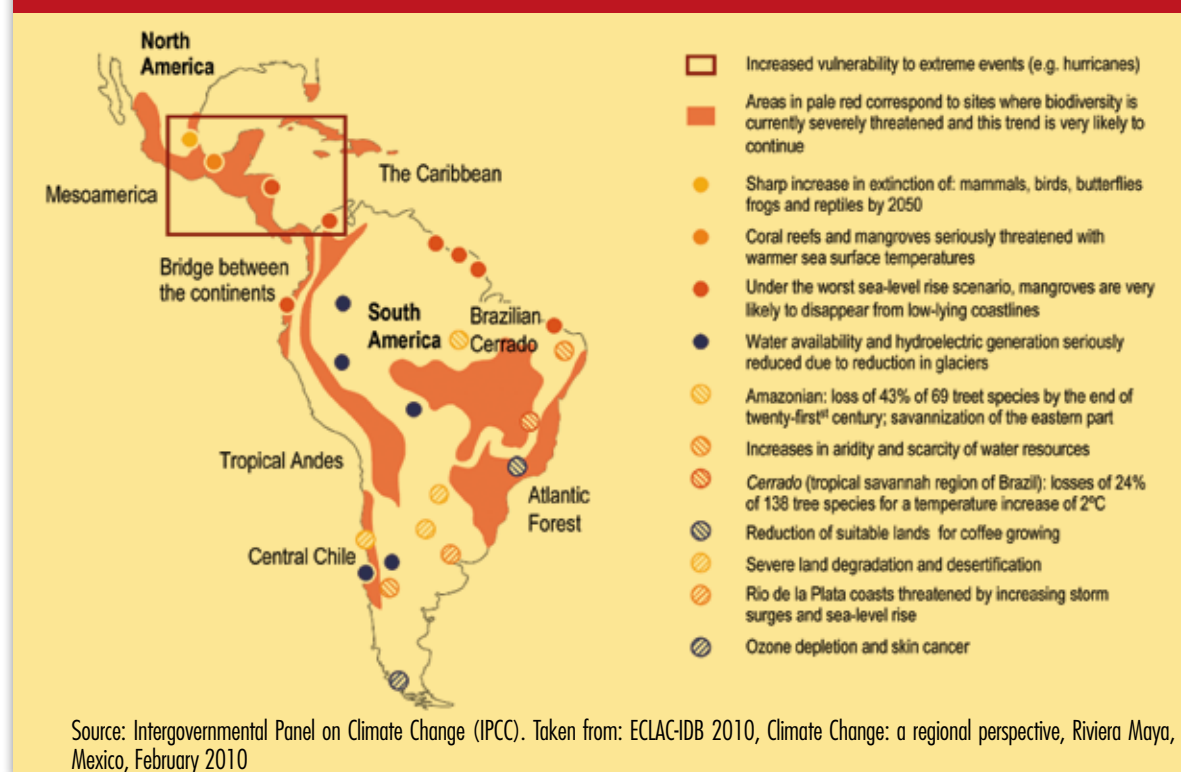 North
America
Mesoamerica
The Caribbean
Bridge between
the continents
South
America
Brazilian
Cerrado
Tropical Andes
Atlantic
Forest
Central Chile
Increased vulnerability to extreme events (e.g. hurricanes)
Areas in pale red correspond to sites where biodiversity is
currently severely threatened and this trend is very likely to
continue
Sharp increase in extinction of: mammals, birds, butterflies
frogs and reptiles by 2050
Coral reefs and mangroves seriously threatened with
warmer sea surface temperatures
Under the worst sea-level rise scenario, mangroves are very
likely to disappear from low-lying coastlines
Water availability and hydroelectric generation seriously
reduced due to reduction in glaciers
Amazonian: loss of 43% of 69 treet species by the end of
twenty-first^st century; savannization of the eastern part
Increases in aridity and scarcity of water resources
Cerrado (tropical savannah region of Brazil): losses of 24%
of 138 tree species for a temperature increase of 2ºC
Reduction of suitable lands for coffee growing
Severe land degradation and desertification
Rio de la Plata coasts threatened by increasing storm
surges and sea-level rise
Ozone depletion and skin cancer
Source: Intergovernmental Panel on Climate Change (IPCC). Taken from: ECLAC-IDB 2010, Climate Change: a regional perspective, Riviera Maya,
Mexico, February 2010